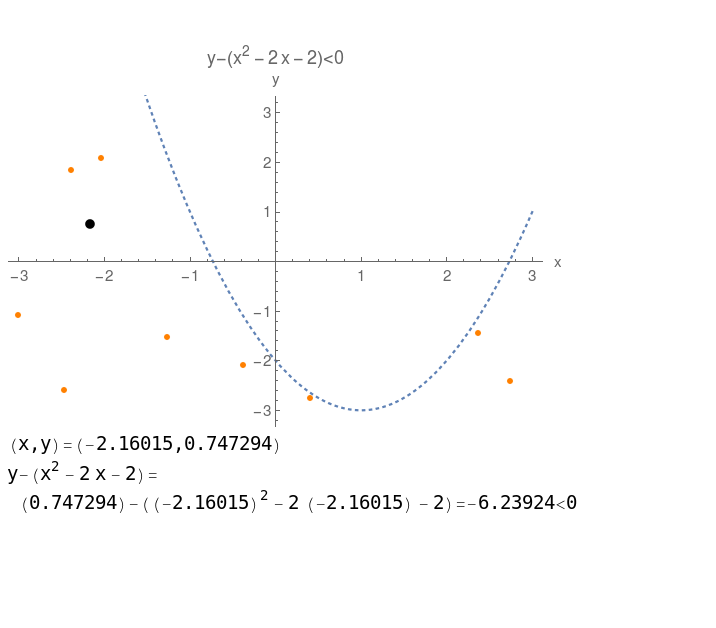 y−(x² − 2 x − 2)<0
y
3
2
1
−3 −2 −1 1 2 3 x
−1
−2
−3
(x,y)=(−2.16015,0.747294)
y−(x² − 2 x − 2)=
(0.747294)−((−2.16015)² − 2 (−2.16015) − 2)=−6.23924<0